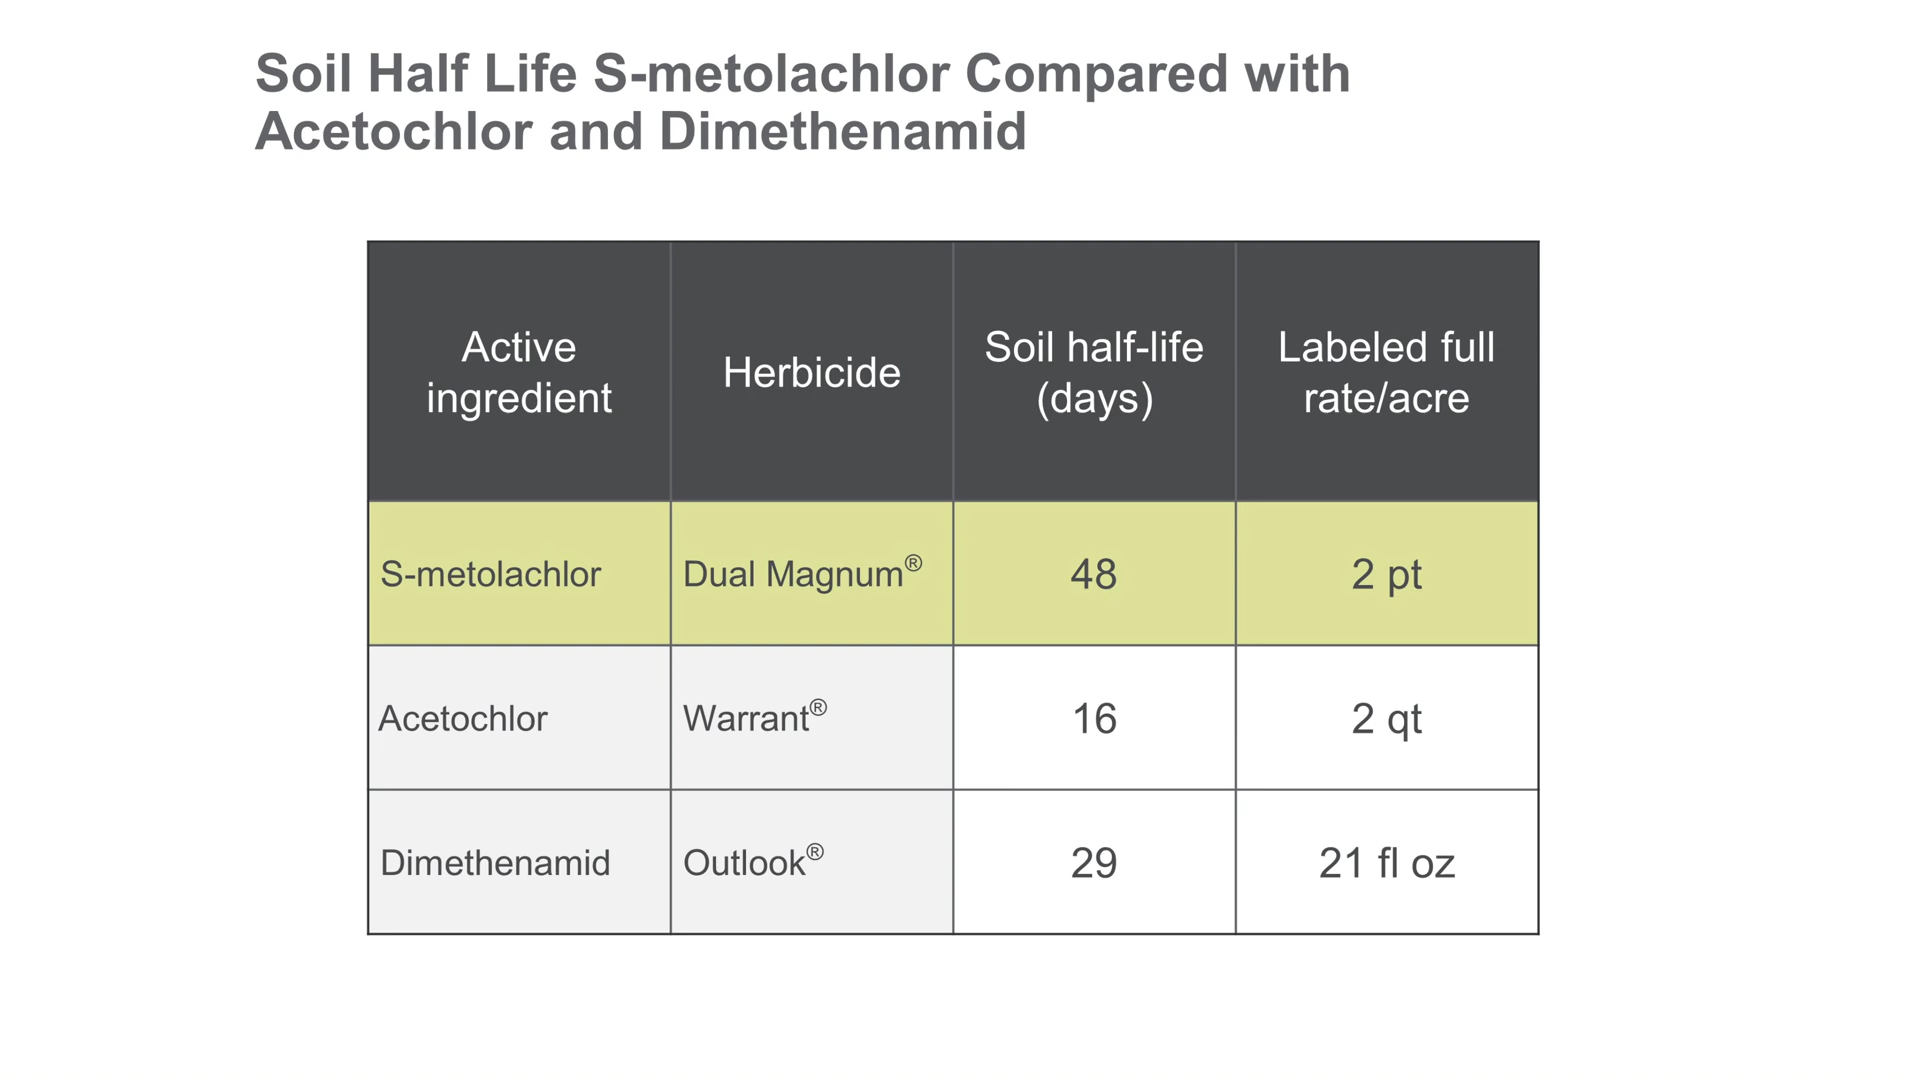 Soil Half Life S-metolachlor Compared with
Acetochlor and Dimethenamid
Active
ingredient
Herbicide
Soil half-life
(days)
Labeled full
rate/acre
S-metolachlor
Dual Magnum®
48
2 pt
Acetochlor
Warrant®
16
2 qt
Dimethenamid
Outlook®
29
21 fl oz